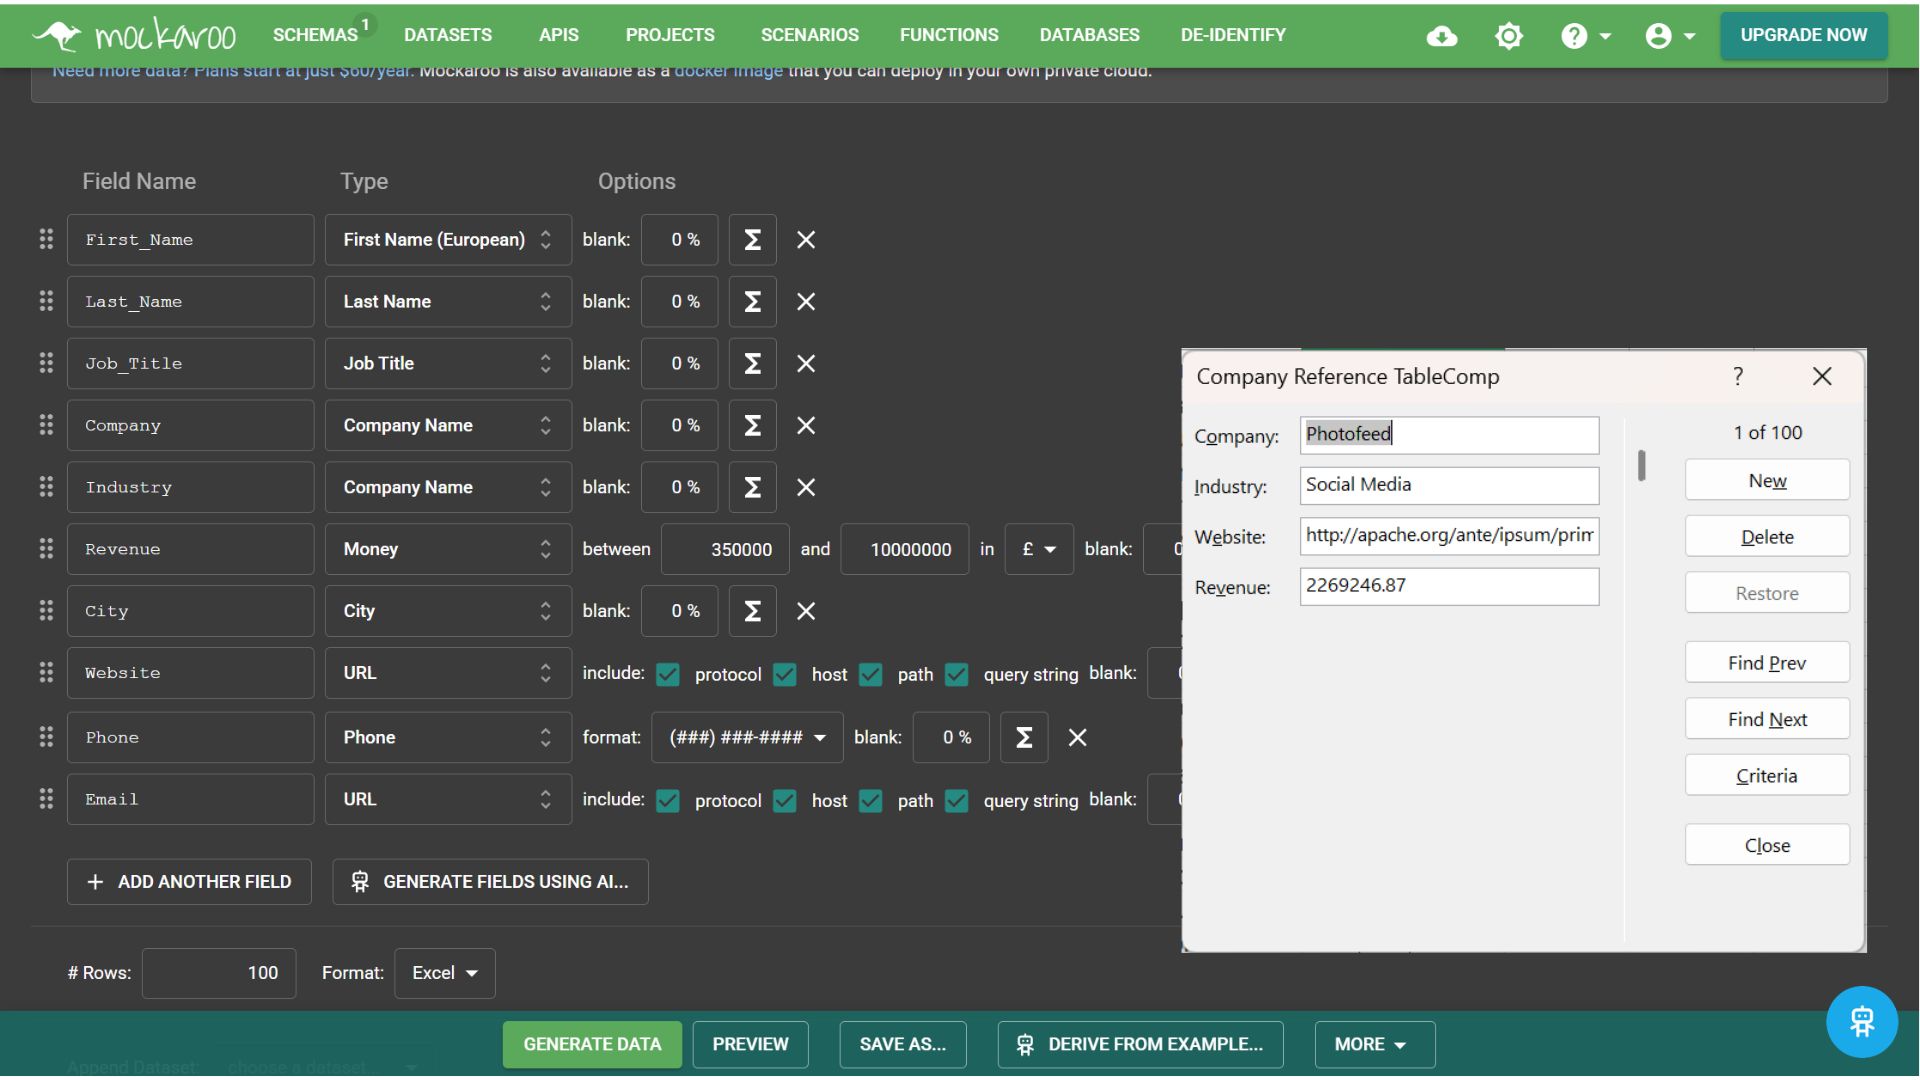 mockaroo SCHEMAS 1 DATASETS APIS PROJECTS SCENARIOS FUNCTIONS DATABASES DE-IDENTIFY ? UPGRADE NOW
Need more data? Plans start at just $60/year. Mockaroo is also available as a docker image that you can deploy in your own private cloud.
Field Name Type Options
First_Name First Name (European) blank: 0 % Σ
Last_Name Last Name blank: 0 % Σ
Job_Title Job Title blank: 0 % Σ
Company Company Name blank: 0 % Σ
Industry Company Name blank: 0 % Σ
Revenue Money between 350000 and 10000000 in £ blank: 0
City City blank: 0 % Σ
Website URL include: protocol host path query string blank:
Phone Phone format: (###) ###-#### blank: 0 % Σ
Email URL include: protocol host path query string blank:
+ ADD ANOTHER FIELD GENERATE FIELDS USING AI...
# Rows: 100 Format: Excel
GENERATE DATA PREVIEW SAVE AS... DERIVE FROM EXAMPLE... MORE
Append Dataset: choose a dataset...
Company Reference TableComp ?
Company: Photofeed
Industry: Social Media
Website: http://apache.org/ante/ipsum/prim
Revenue: 2269246.87
1 of 100
New
Delete
Restore
Find Prev
Find Next
Criteria
Close